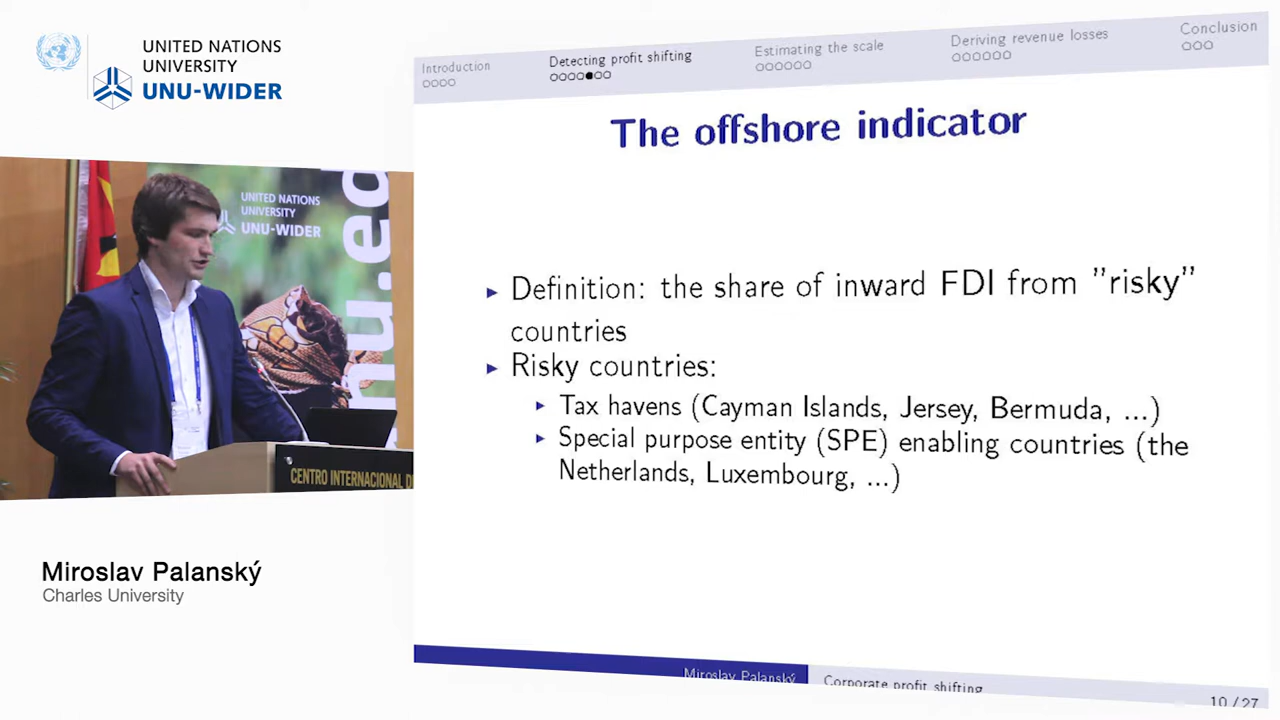 UNITED NATIONS
UNIVERSITY
UNU-WIDER
UNITED NATIONS
UNIVERSITY
UNU-WIDER
unu.ed
CENTRO INTERNACIONAL D
Miroslav Palanský
Charles University
Introduction
Detecting profit shifting
Estimating the scale
Deriving revenue losses
Conclusion
The offshore indicator
▸ Definition: the share of inward FDI from "risky"
countries
▸ Risky countries:
▸ Tax havens (Cayman Islands, Jersey, Bermuda, ...)
▸ Special purpose entity (SPE) enabling countries (the
Netherlands, Luxembourg, ...)
Miroslav Palanský
Corporate profit shifting
10 / 27